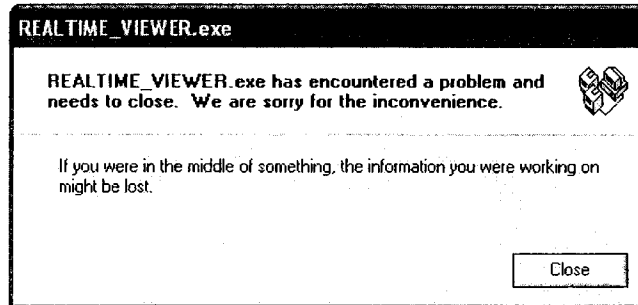 REALTIME_VIEWER.exe
REALTIME_VIEWER.exe has encountered a problem and
needs to close.  We are sorry for the inconvenience.
If you were in the middle of something, the information you were working on
might be lost.
Close